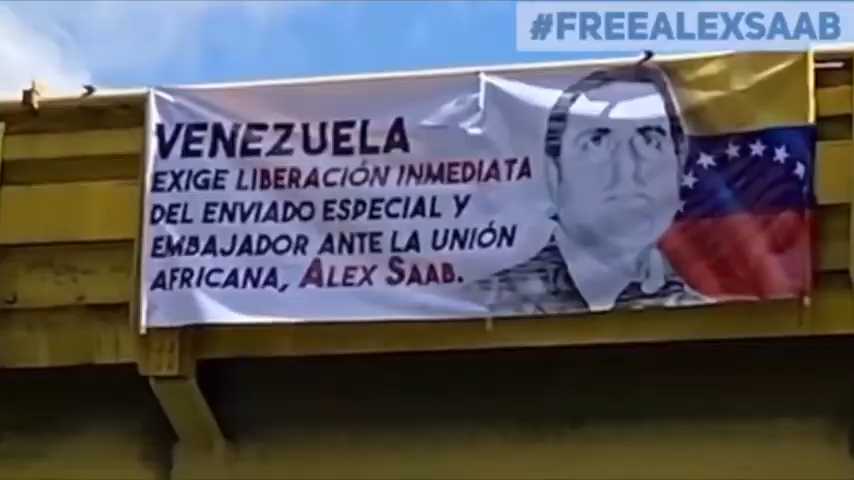 #FREEALEXSAAB
VENEZUELA
EXIGE LIBERACIÓN INMEDIATA
DEL ENVIADO ESPECIAL Y
EMBAJADOR ANTE LA UNIÓN
AFRICANA, ALEX SAAB.